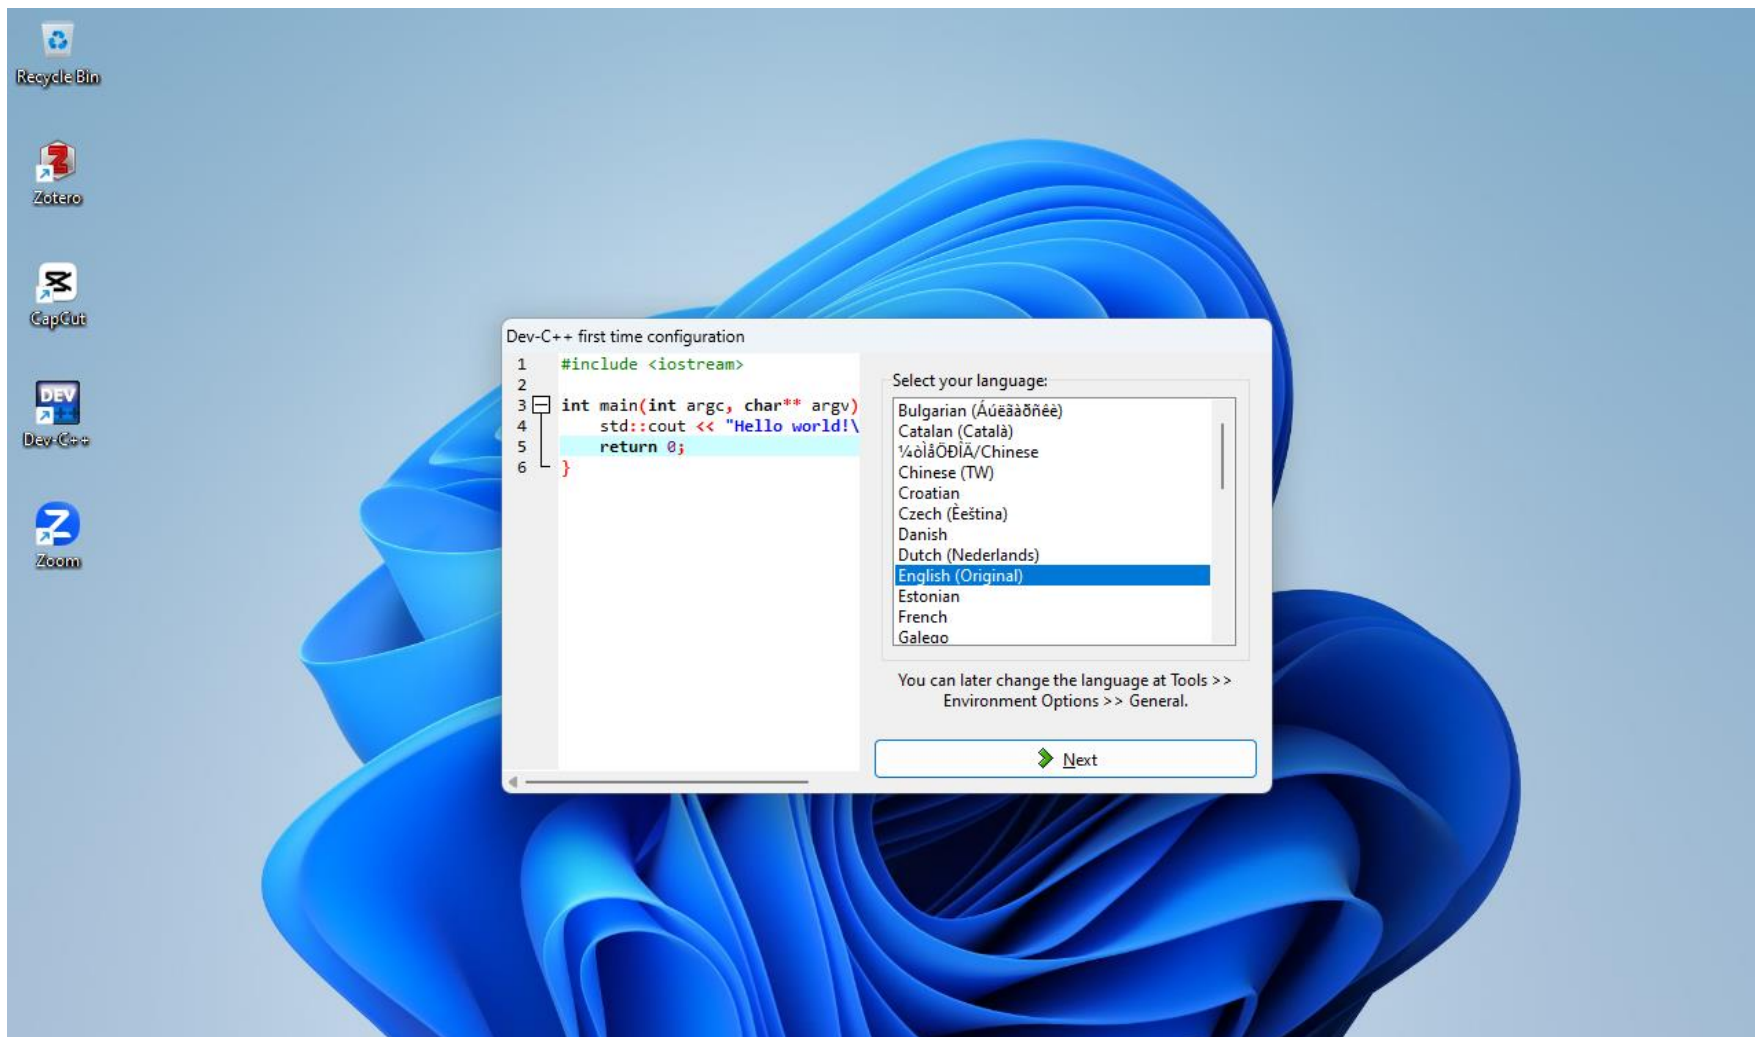 Recycle Bin
Zotero
CapCut
DEV
++
Dev-C++
Zoom
Dev-C++ first time configuration
1 #include <iostream>
2
3 int main(int argc, char** argv)
4 std::cout << "Hello world!\
5 return 0;
6 }
Select your language:
Bulgarian (Áúëãàðñêè)
Catalan (Català)
¼òÌåÖÐÎÄ/Chinese
Chinese (TW)
Croatian
Czech (Èeština)
Danish
Dutch (Nederlands)
English (Original)
Estonian
French
Galego
You can later change the language at Tools >>
Environment Options >> General.
Next